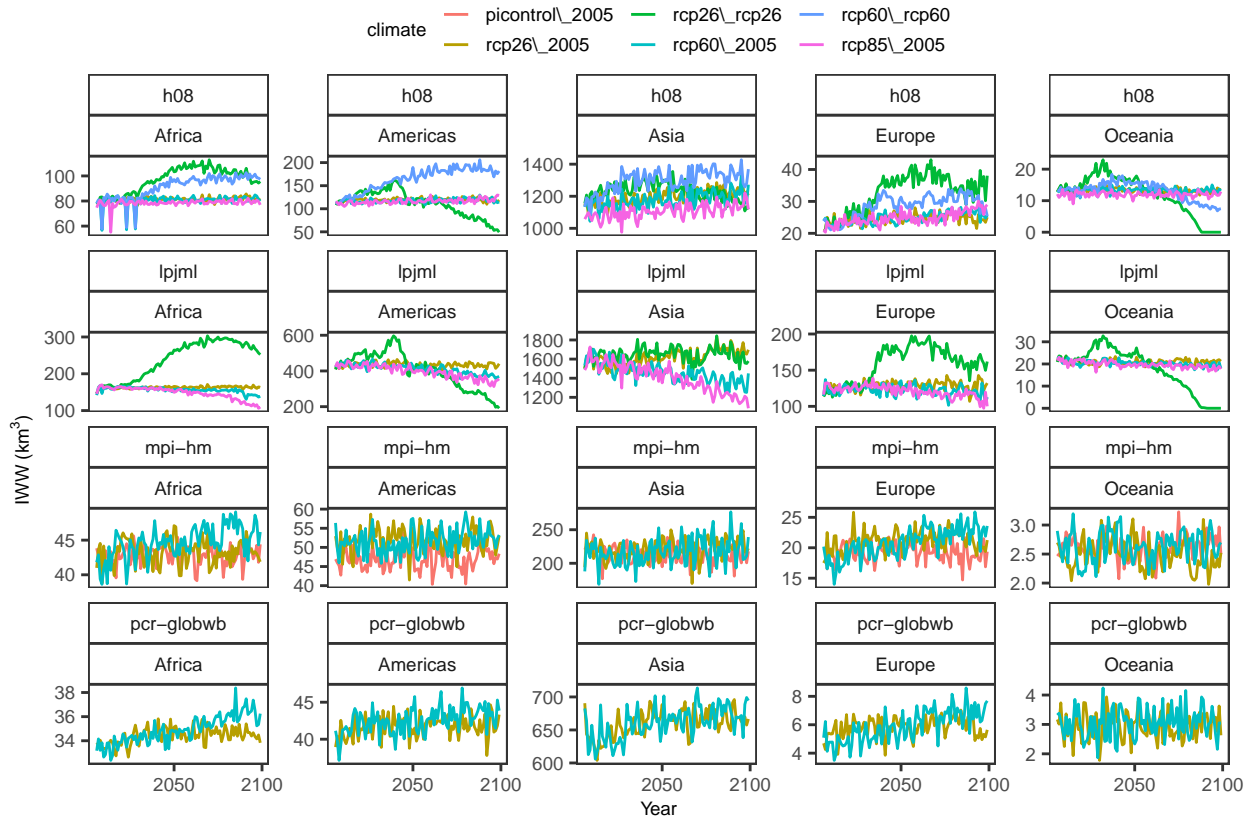 climate
picontrol\_2005 rcp26\_rcp26 rcp60\_rcp60
rcp26\_2005 rcp60\_2005 rcp85\_2005
h08 h08 h08 h08 h08
Africa Americas Asia Europe Oceania
100 80 60
200 150 100 50
1400 1200 1000
40 30 20
20 10 0
lpjml lpjml lpjml lpjml lpjml
Africa Americas Asia Europe Oceania
300 200 100
600 400 200
1800 1600 1400 1200
200 150 100
30 20 10 0
mpi−hm mpi−hm mpi−hm mpi−hm mpi−hm
Africa Americas Asia Europe Oceania
45 40
60 55 50 45 40
250 200
25 20 15
3.0 2.5 2.0
pcr−globwb pcr−globwb pcr−globwb pcr−globwb pcr−globwb
Africa Americas Asia Europe Oceania
38 36 34
45 40
700 650 600
8 6 4
4 3 2
2050 2100 2050 2100 2050 2100 2050 2100 2050 2100
Year
IWW (km³)